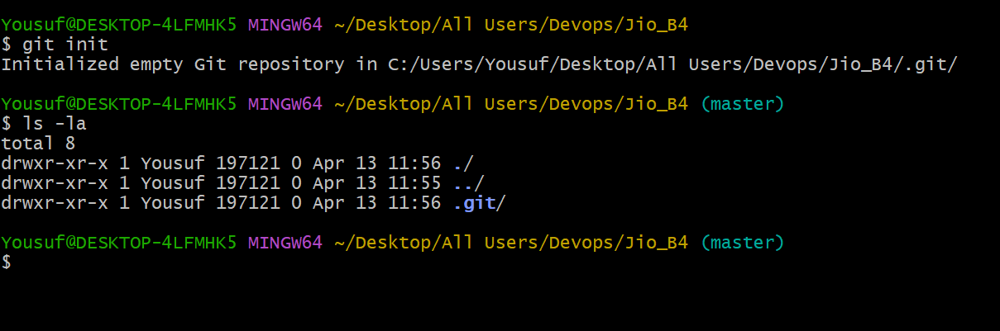 Yousuf@DESKTOP-4LFMHK5 MINGW64 ~/Desktop/All Users/Devops/Jio_B4
$ git init
Initialized empty Git repository in C:/Users/Yousuf/Desktop/All Users/Devops/Jio_B4/.git/
Yousuf@DESKTOP-4LFMHK5 MINGW64 ~/Desktop/All Users/Devops/Jio_B4 (master)
$ ls -la
total 8
drwxr-xr-x 1 Yousuf 197121 0 Apr 13 11:56 ./
drwxr-xr-x 1 Yousuf 197121 0 Apr 13 11:55 ../
drwxr-xr-x 1 Yousuf 197121 0 Apr 13 11:56 .git/
Yousuf@DESKTOP-4LFMHK5 MINGW64 ~/Desktop/All Users/Devops/Jio_B4 (master)
$